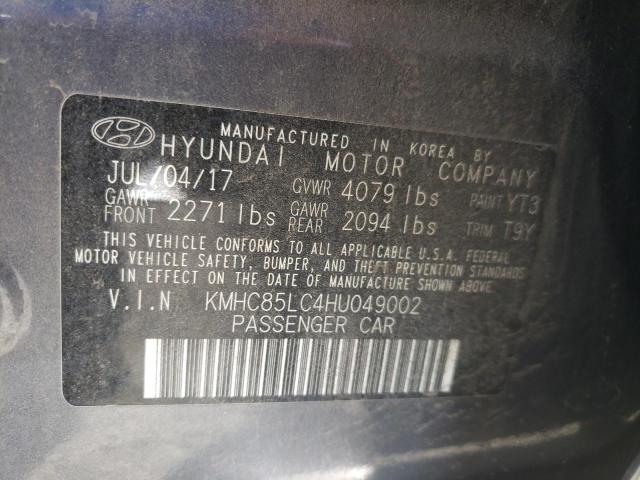 MANUFACTURED IN KOREA BY
HYUNDAI MOTOR COMPANY
JUL/04/17 GVWR 4079 lbs PAINT YT3
GAWR FRONT 2271 lbs GAWR REAR 2094 lbs TRIM T9Y
THIS VEHICLE CONFORMS TO ALL APPLICABLE U.S.A. FEDERAL
MOTOR VEHICLE SAFETY, BUMPER, AND THEFT PREVENTION STANDARDS
IN EFFECT ON THE DATE OF MANUFACTURE SHOWN ABOVE.
V.I.N KMHC85LC4HU049002
PASSENGER CAR